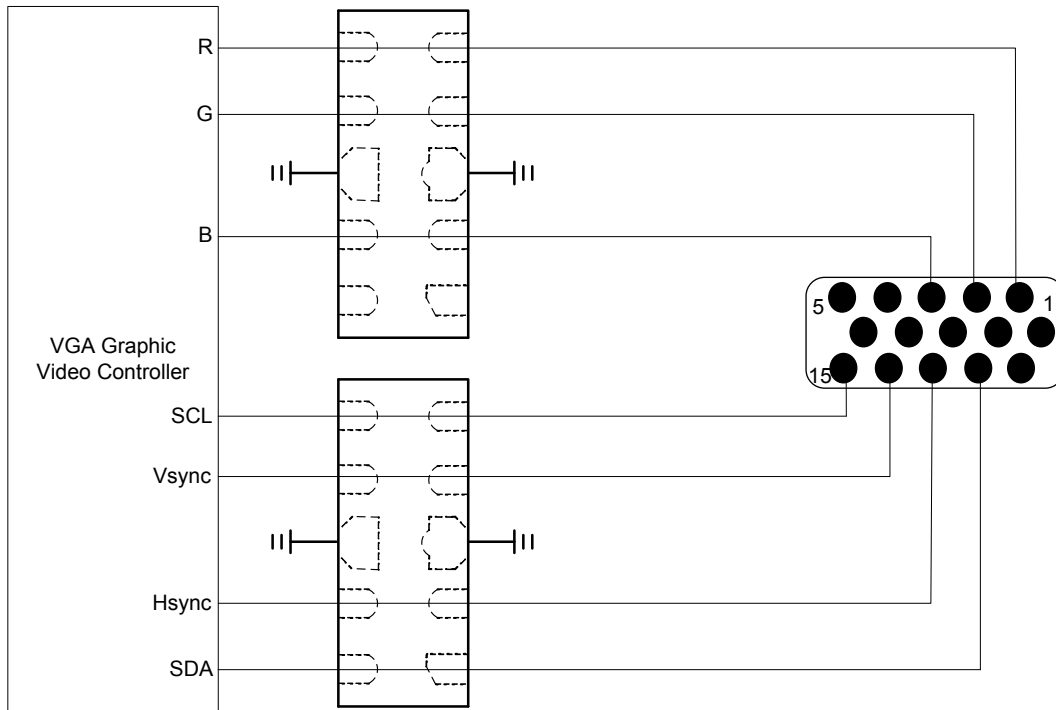 R
G
B
5
1
VGA Graphic
Video Controller
15
SCL
Vsync
Hsync
SDA